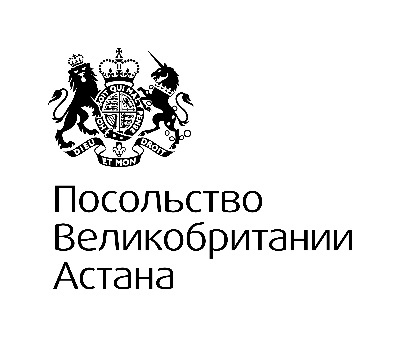 DIEU ET MON DROIT
Посольство
Великобритании
Астана